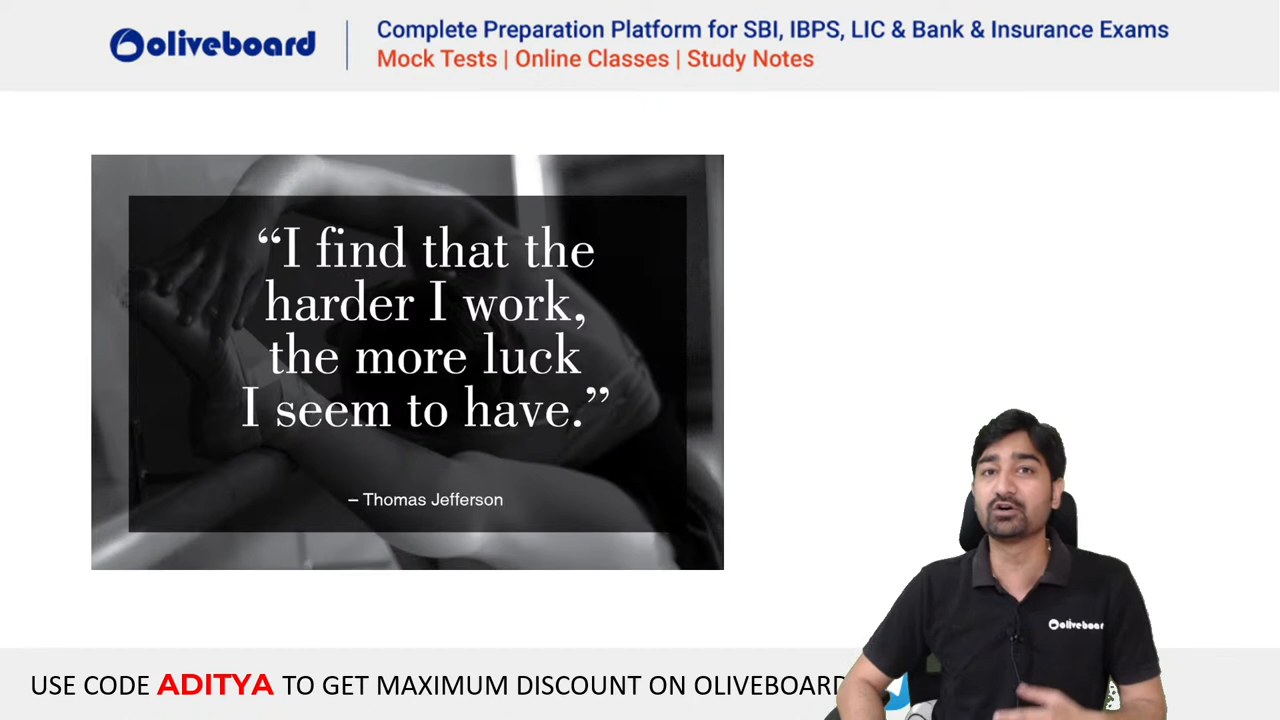 oliveboard
Complete Preparation Platform for SBI, IBPS, LIC & Bank & Insurance Exams
Mock Tests | Online Classes | Study Notes
“I find that the
harder I work,
the more luck
I seem to have.”
– Thomas Jefferson
oliveboar
USE CODE ADITYA TO GET MAXIMUM DISCOUNT ON OLIVEBOARD